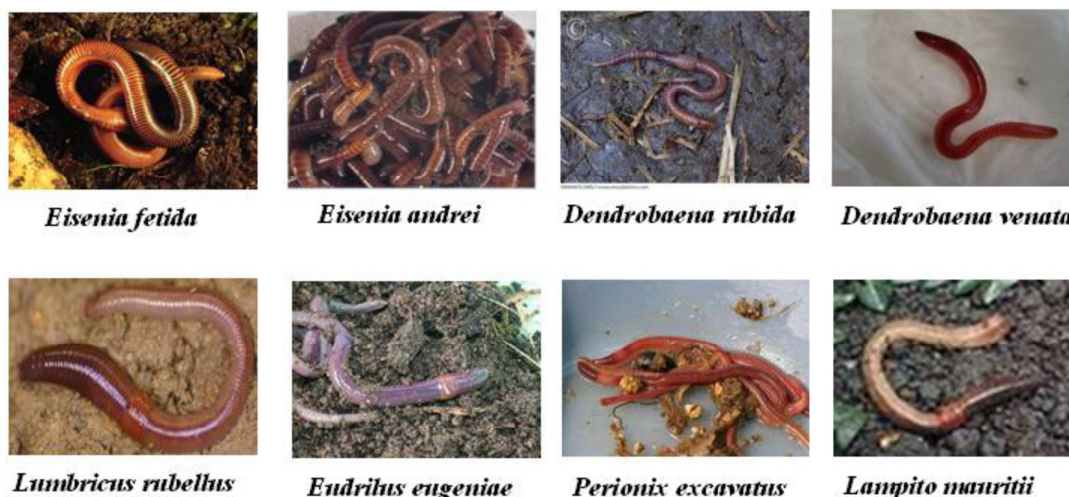 ©
Eisenia fetida
Eisenia andrei
Dendrobaena rubida
Dendrobaena venata
Lumbricus rubellus
Eudrilus eugeniae
Perionix excavatus
Lampito mauritii